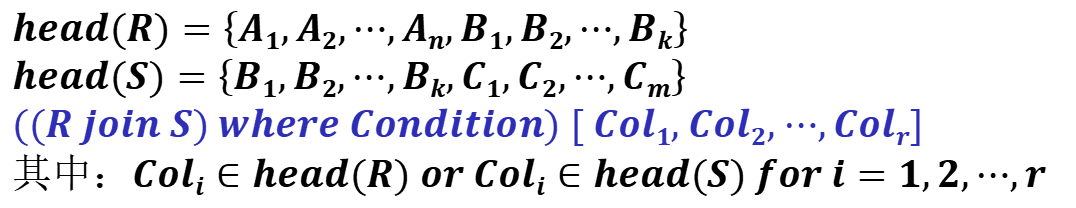 head(R) = {A₁, A₂, ⋯, Aₙ, B₁, B₂, ⋯, Bₖ}
head(S) = {B₁, B₂, ⋯, Bₖ, C₁, C₂, ⋯, Cₘ}
((R join S) where Condition) [ Col₁, Col₂, ⋯, Colᵣ]
其中：Colᵢ ∈ head(R) or Colᵢ ∈ head(S) for i = 1, 2, ⋯, r